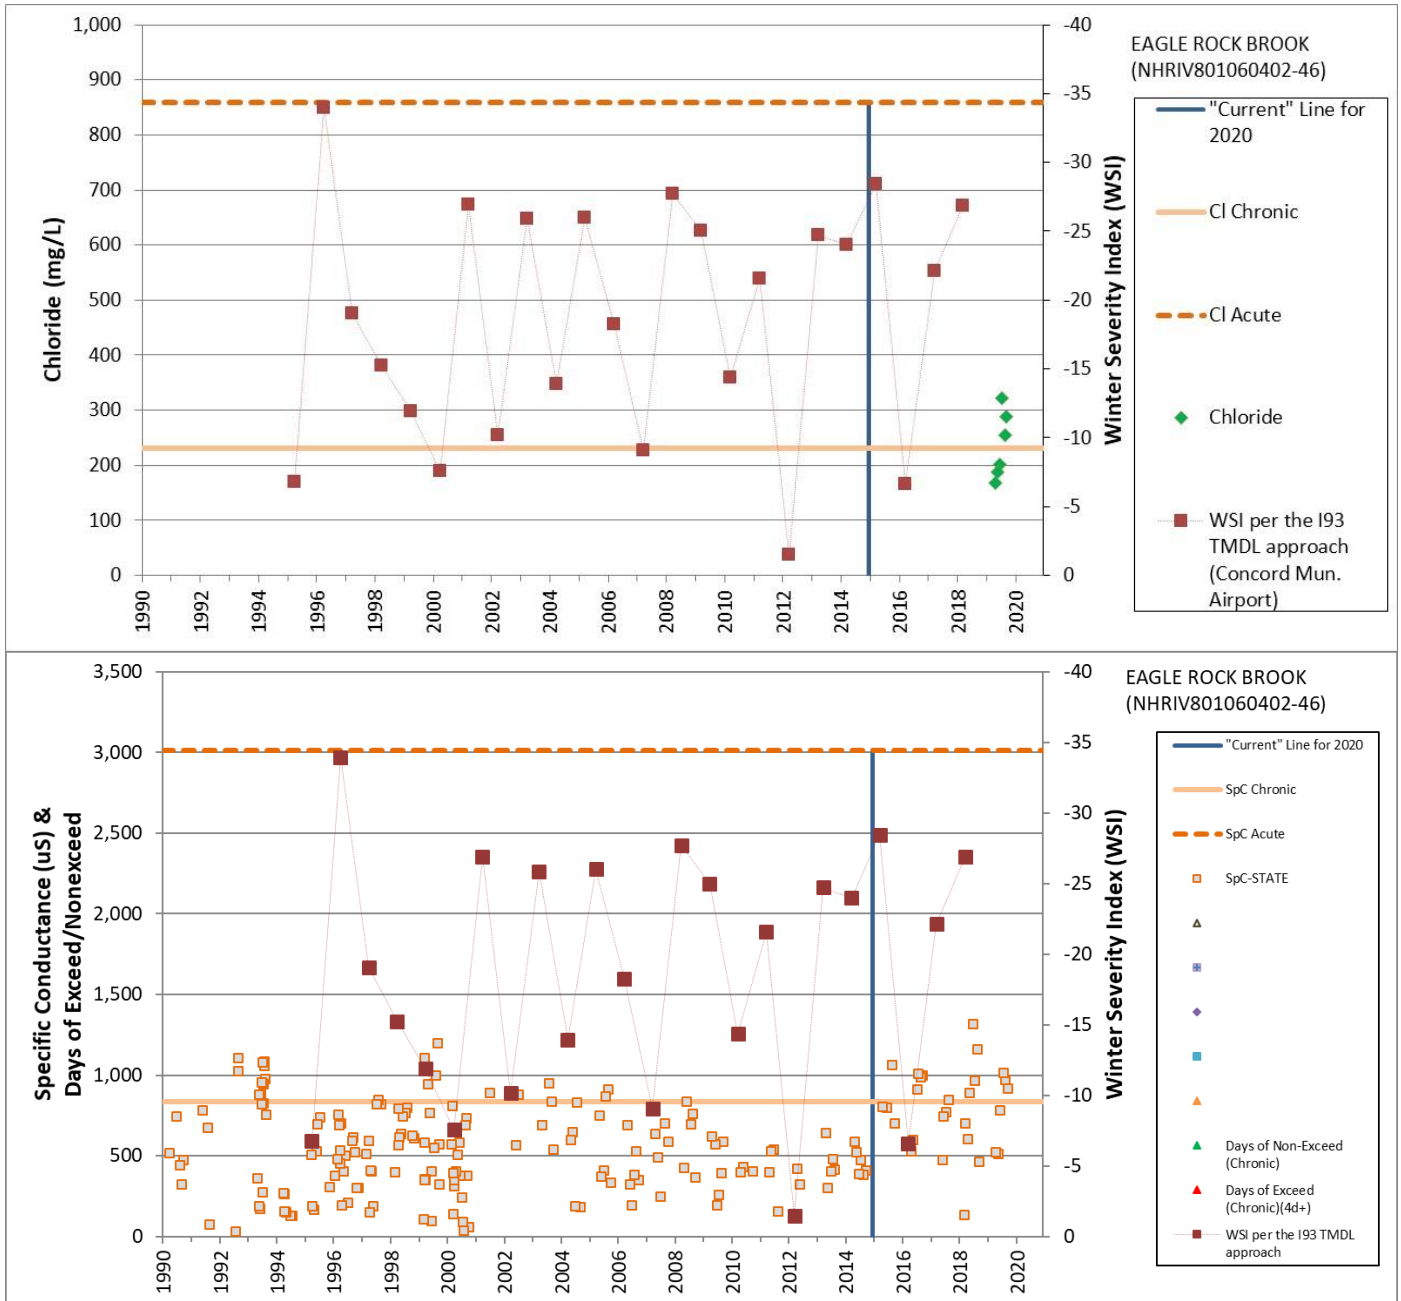 EAGLE ROCK BROOK
(NHRIV801060402-46)
Chloride (mg/L)
1,000
900
800
700
600
500
400
300
200
100
0
-40
-35
-30
-25
-20
-15
-10
-5
0
Winter Severity Index (WSI)
1990
1992
1994
1996
1998
2000
2002
2004
2006
2008
2010
2012
2014
2016
2018
2020
"Current" Line for
2020
Cl Chronic
Cl Acute
Chloride
WSI per the I93
TMDL approach
(Concord Mun.
Airport)
EAGLE ROCK BROOK
(NHRIV801060402-46)
Specific Conductance (uS) &
Days of Exceed/Nonexceed
3,500
3,000
2,500
2,000
1,500
1,000
500
0
-40
-35
-30
-25
-20
-15
-10
-5
0
Winter Severity Index (WSI)
1990
1992
1994
1996
1998
2000
2002
2004
2006
2008
2010
2012
2014
2016
2018
2020
"Current" Line for 2020
SpC Chronic
SpC Acute
SpC-STATE
Days of Non-Exceed
(Chronic)
Days of Exceed
(Chronic)(4d+)
WSI per the I93 TMDL
approach